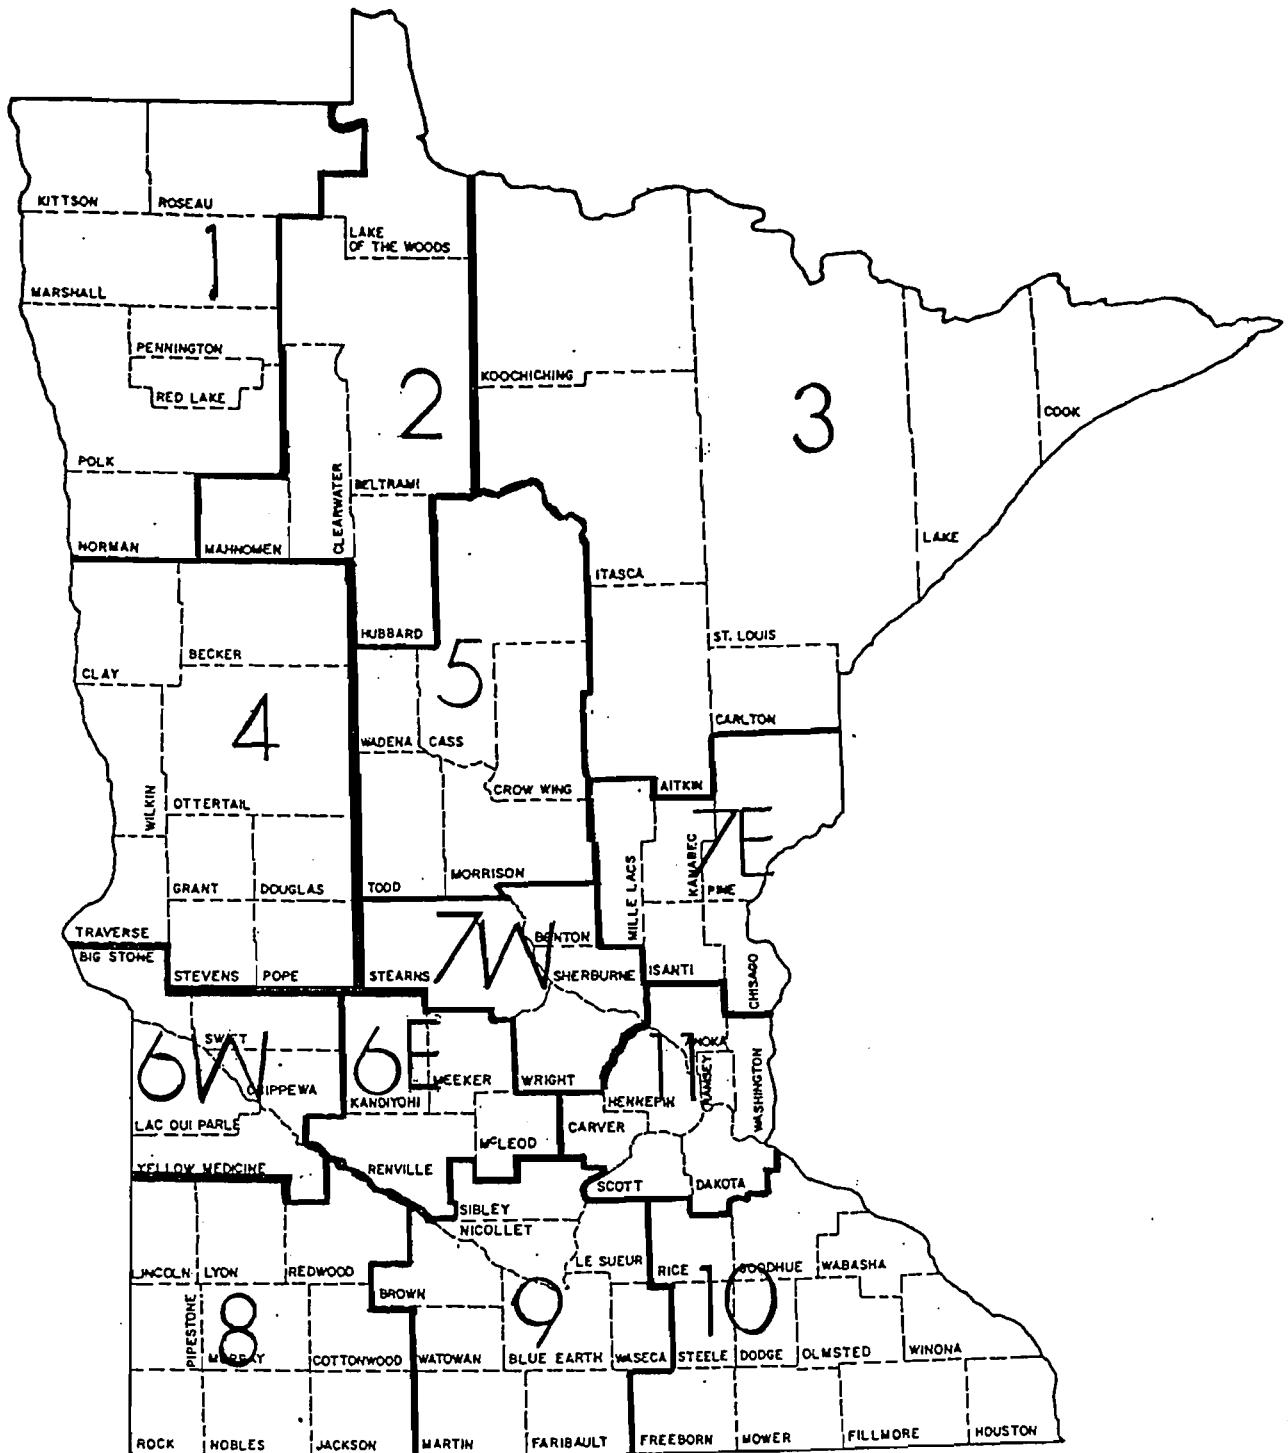 KITTSON
ROSEAU
LAKE
OF THE WOODS
1
MARSHALL
PENNINGTON
RED LAKE
2
KOOCHICHING
3
COOK
POLK
CLEARWATER
BELTRAMI
LAKE
NORMAN
MAHNOMEN
ITASCA
HUBBARD
ST. LOUIS
BECKER
CLAY
5
4
CARLTON
WADENA
CASS
AITKIN
CROW WING
WILKIN
OTTERTAIL
7E
KANABEC
MORRISON
GRANT
DOUGLAS
TODD
PINE
MILLE LACS
TRAVERSE
BIG STONE
7W
BENTON
STEVENS
POPE
STEARNS
SHERBURNE
ISANTI
CHISAGO
SWIFT
6W
6E
11
ANOKA
CHIPPEWA
MEEKER
WRIGHT
RAMSEY
WASHINGTON
KANDIYOHI
HENNEPIN
LAC QUI PARLE
CARVER
McLEOD
YELLOW MEDICINE
RENVILLE
SCOTT
DAKOTA
SIBLEY
NICOLLET
LE SUEUR
RICE
GOODHUE
WABASHA
LINCOLN
LYON
REDWOOD
BROWN
PIPESTONE
8
9
10
MURRAY
COTTONWOOD
WATOWAN
BLUE EARTH
WASECA
STEELE
DODGE
OLMSTED
WINONA
ROCK
NOBLES
JACKSON
MARTIN
FARIBAULT
FREEBORN
MOWER
FILLMORE
HOUSTON